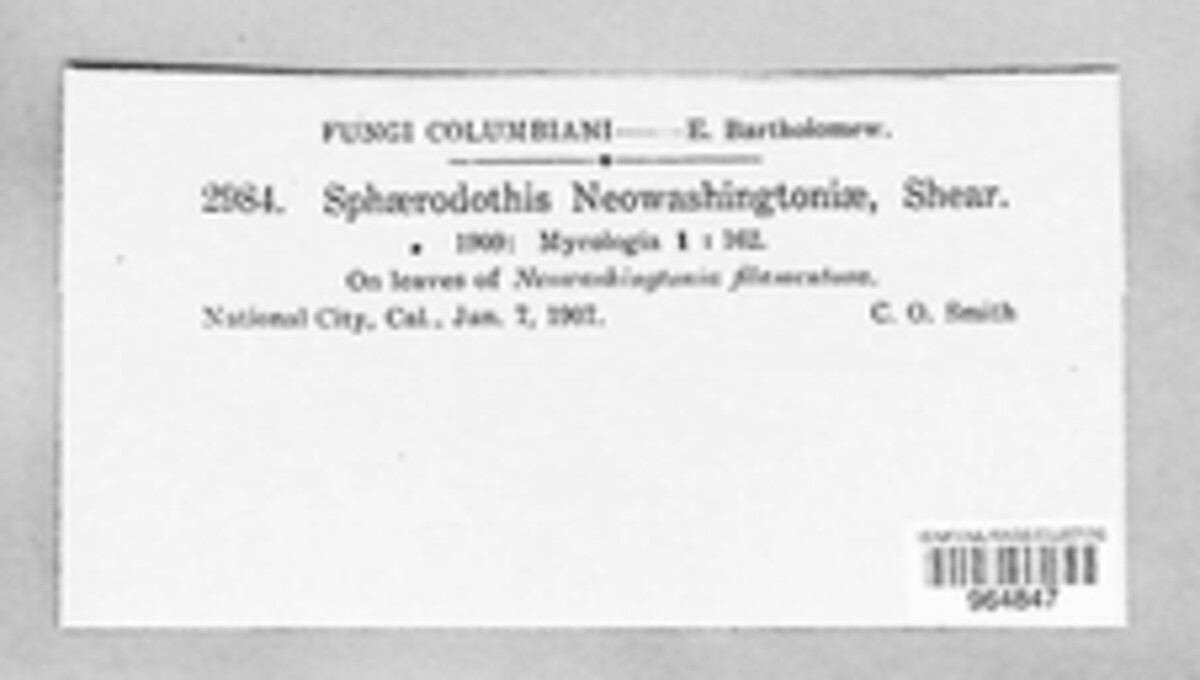 FUNGI COLUMBIANI —— E. Bartholomew.
2984. Sphærodothis Neowashingtoniæ, Shear.
1909: Mycologia 1 : 162.
On leaves of Neowashingtonia filamentosa.
National City, Cal., Jan. 7, 1907.
C. O. Smith
964847